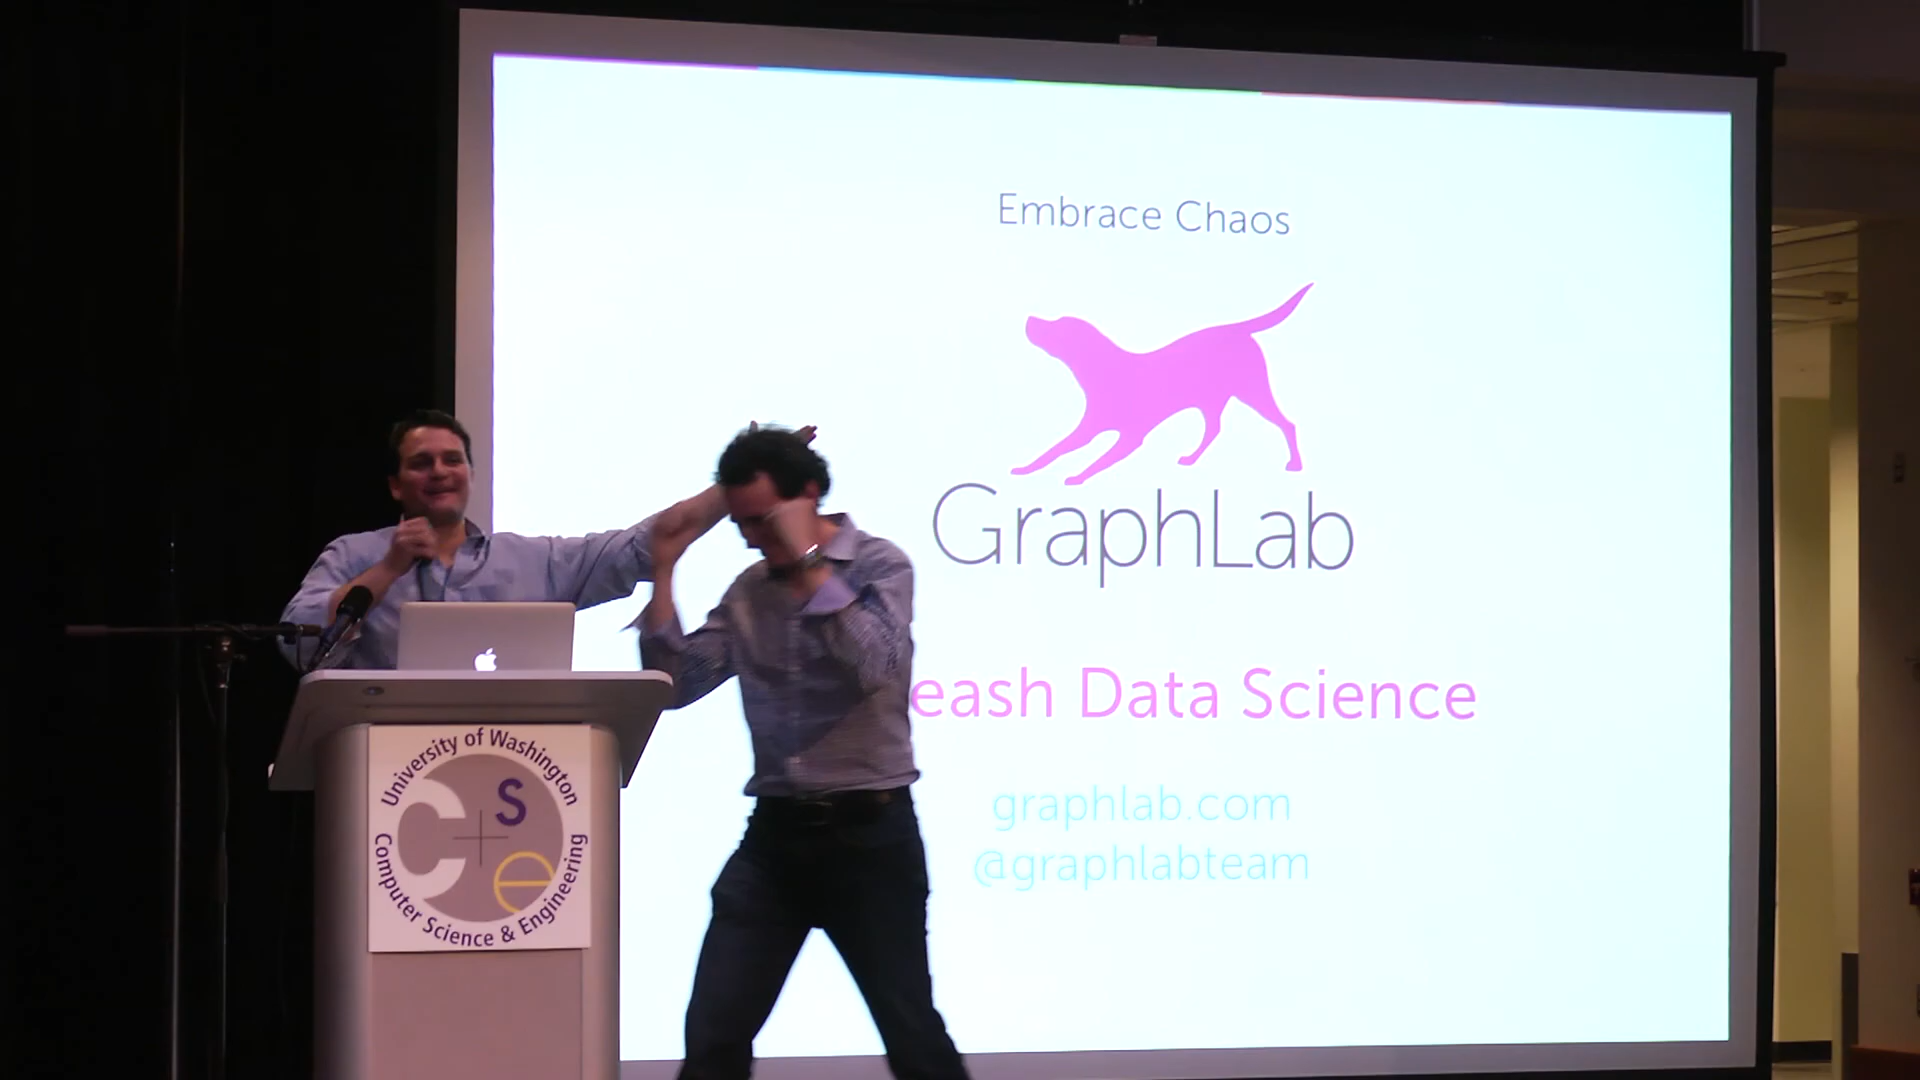 Embrace Chaos
GraphLab
eash Data Science
graphlab.com
@graphlabteam
University of Washington
Computer Science & Engineering
C S
e